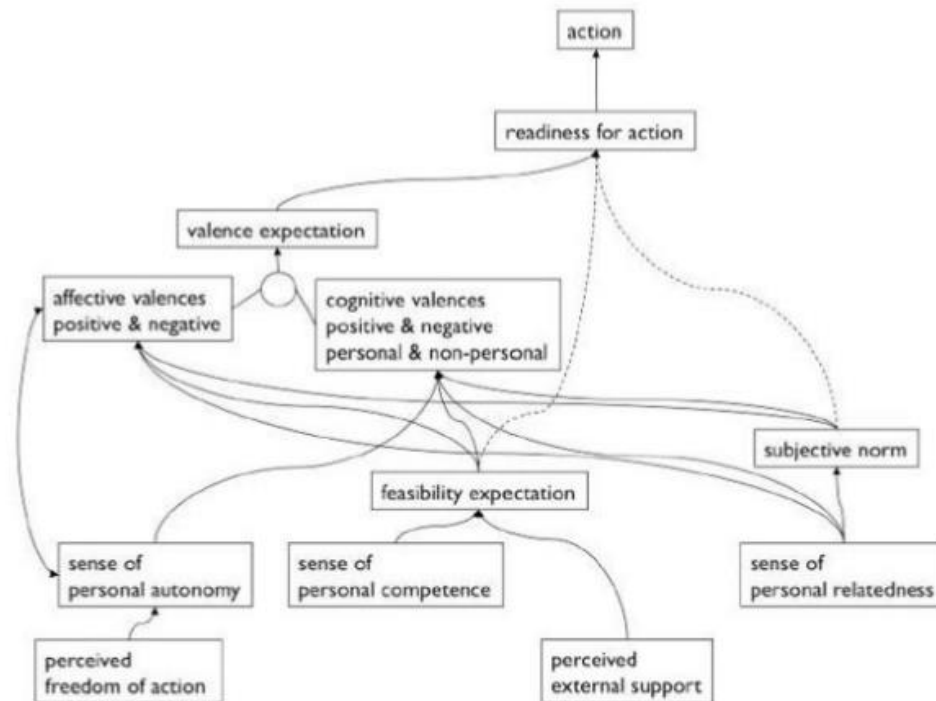 action
readiness for action
valence expectation
affective valences
positive & negative
cognitive valences
positive & negative
personal & non-personal
subjective norm
feasibility expectation
sense of
personal autonomy
sense of
personal competence
sense of
personal relatedness
perceived
freedom of action
perceived
external support